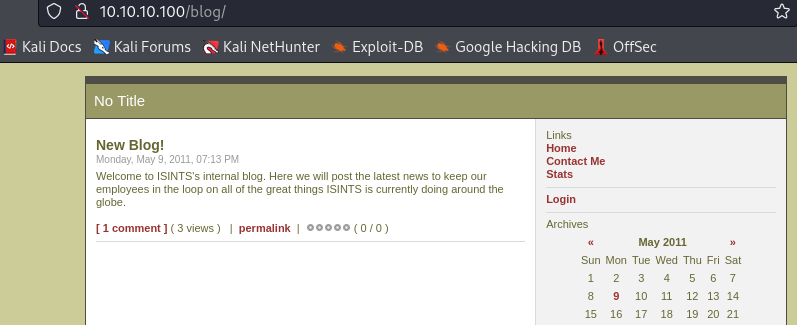 10.10.10.100/blog/
Kali Docs Kali Forums Kali NetHunter Exploit-DB Google Hacking DB OffSec
No Title
New Blog!
Monday, May 9, 2011, 07:13 PM
Welcome to ISINTS's internal blog. Here we will post the latest news to keep our
employees in the loop on all of the great things ISINTS is currently doing around the
globe.
[ 1 comment ] ( 3 views ) | permalink | ( 0 / 0 )
Links
Home
Contact Me
Stats
Login
Archives
« May 2011 »
Sun Mon Tue Wed Thu Fri Sat
1 2 3 4 5 6 7
8 9 10 11 12 13 14
15 16 17 18 19 20 21